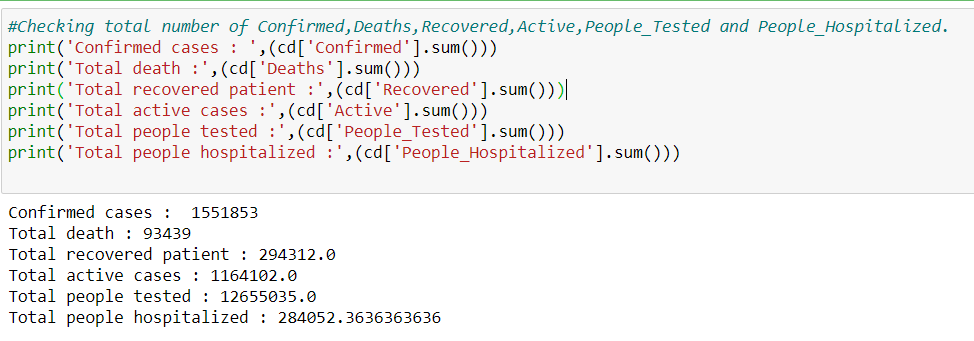 #Checking total number of Confirmed,Deaths,Recovered,Active,People_Tested and People_Hospitalized.
print('Confirmed cases : ',(cd['Confirmed'].sum()))
print('Total death :',(cd['Deaths'].sum()))
print('Total recovered patient :',(cd['Recovered'].sum()))
print('Total active cases :',(cd['Active'].sum()))
print('Total people tested :',(cd['People_Tested'].sum()))
print('Total people hospitalized :',(cd['People_Hospitalized'].sum()))
Confirmed cases :  1551853
Total death : 93439
Total recovered patient : 294312.0
Total active cases : 1164102.0
Total people tested : 12655035.0
Total people hospitalized : 284052.3636363636